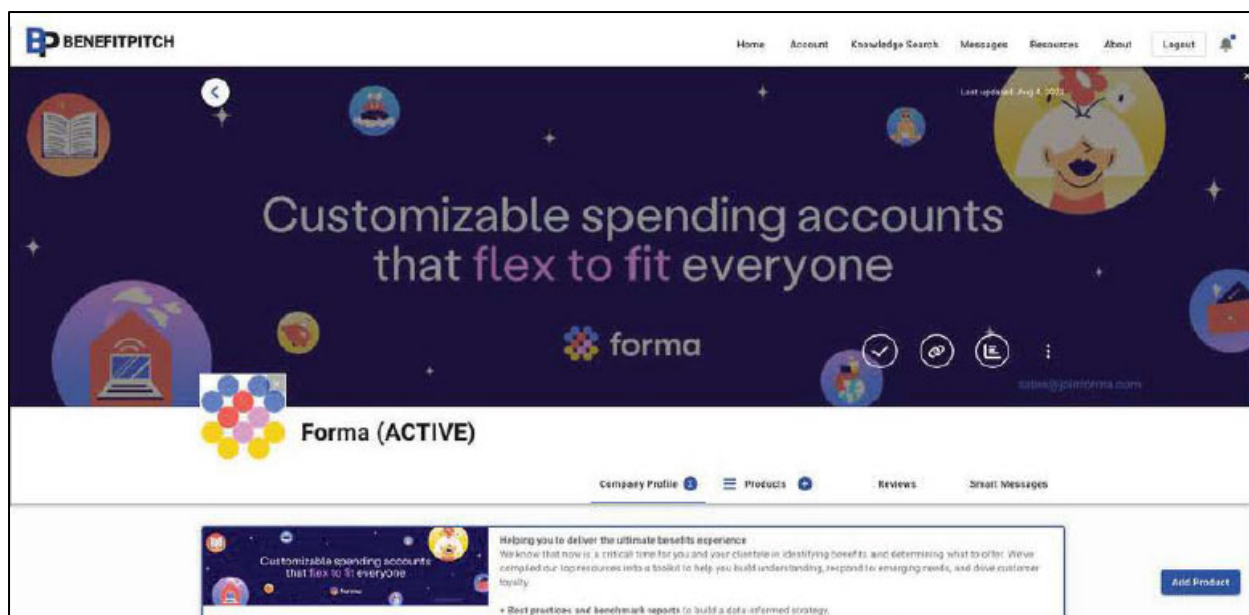 BP BENEFITPITCH
Home Account Knowledge Search Messages Resources About Logout
Last updated: Aug 4,
Customizable spending accounts
that flex to fit everyone
forma
sales@joinforma.com
Forma (ACTIVE)
Company Profile Products Reviews Smart Messages
Customizable spending accounts
that flex to fit everyone
forma
Helping you to deliver the ultimate benefits experience
We know that now is a critical time for you and your clientele in identifying benefits and determining what to offer. We've
compiled our top resources into a toolkit to help you build understanding, respond to emerging needs, and drive customer
loyalty.
• Best practices and benchmark reports to build a data-informed strategy.
Add Product